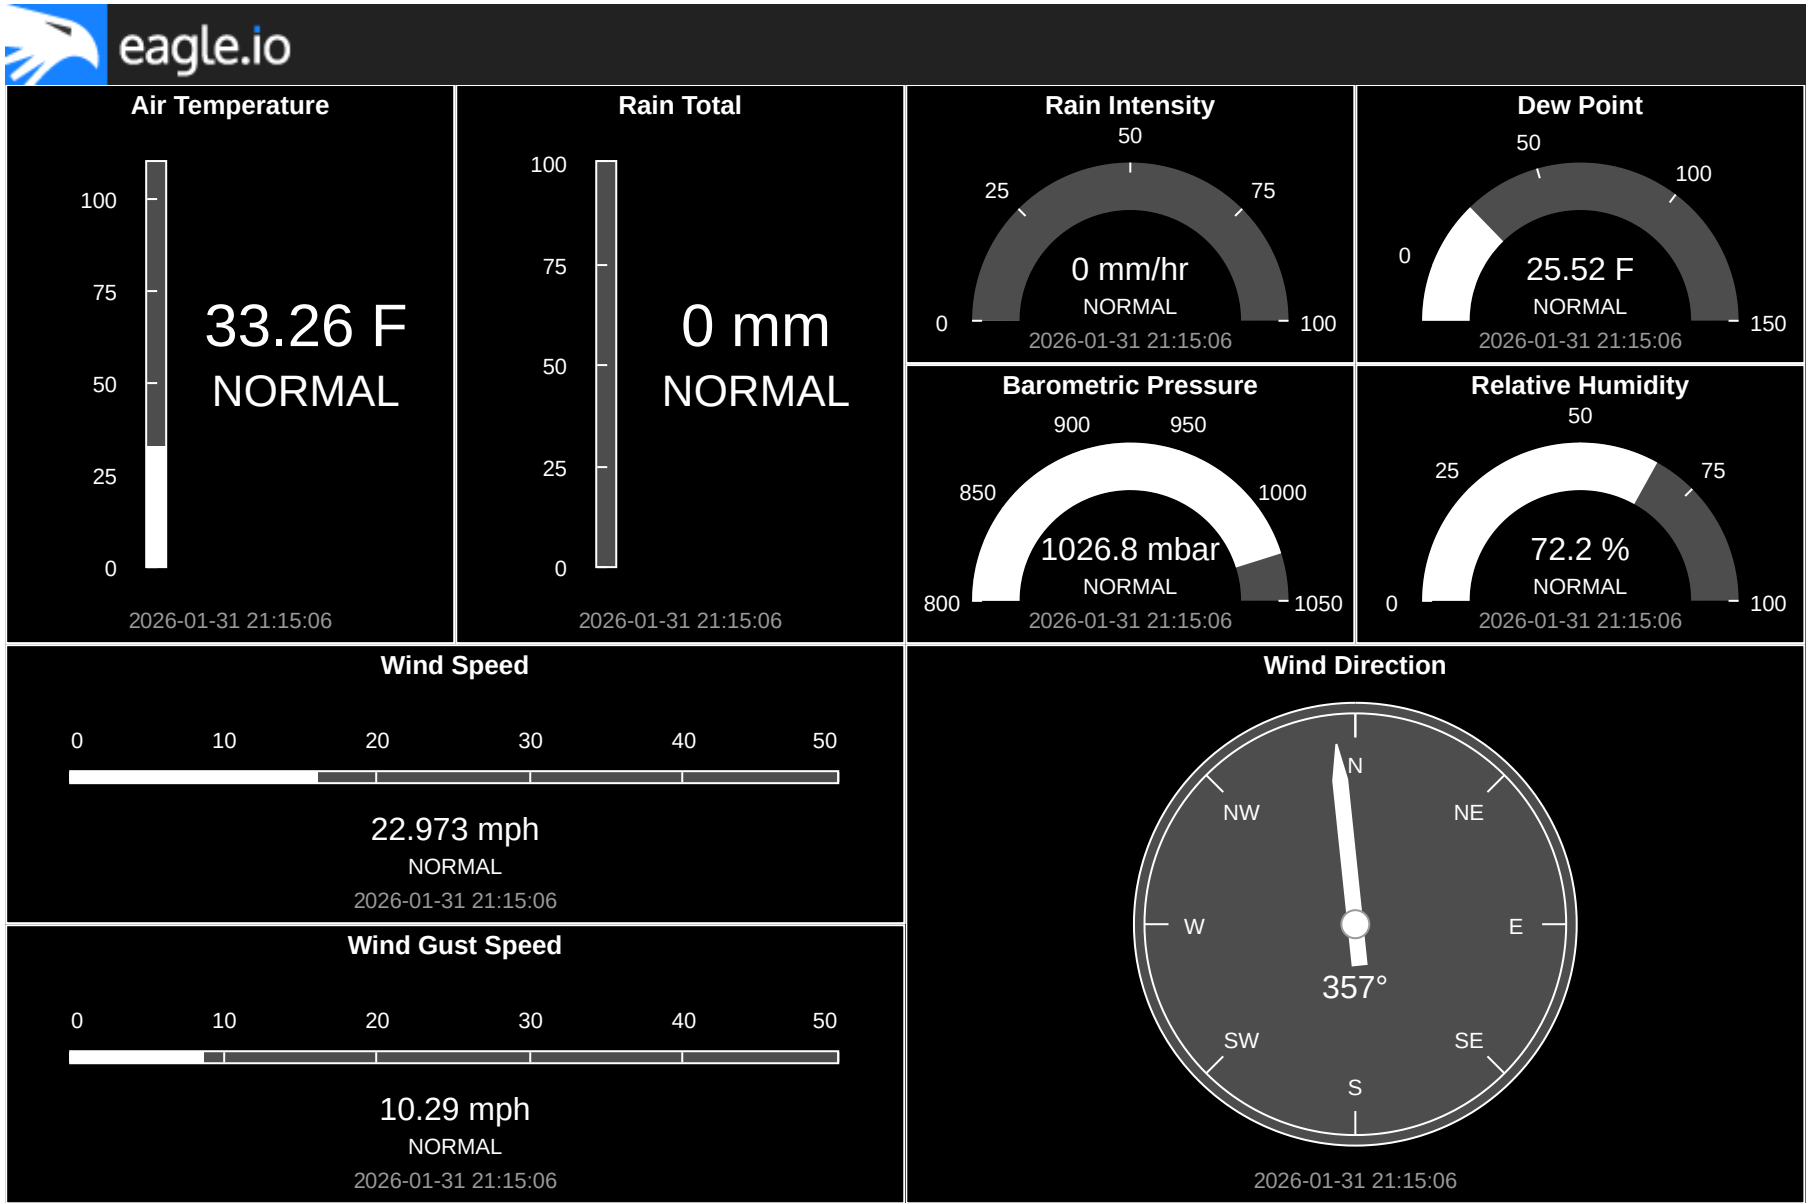 eagle.io
Air Temperature
100
75
50
25
0
33.26 F
NORMAL
2026-01-31 21:15:06
Rain Total
100
75
50
25
0
0 mm
NORMAL
2026-01-31 21:15:06
Rain Intensity
0
25
50
75
100
0 mm/hr
NORMAL
2026-01-31 21:15:06
Dew Point
0
50
100
150
25.52 F
NORMAL
2026-01-31 21:15:06
Barometric Pressure
800
850
900
950
1000
1050
1026.8 mbar
NORMAL
2026-01-31 21:15:06
Relative Humidity
0
25
50
75
100
72.2 %
NORMAL
2026-01-31 21:15:06
Wind Speed
0 10 20 30 40 50
22.973 mph
NORMAL
2026-01-31 21:15:06
Wind Gust Speed
0 10 20 30 40 50
10.29 mph
NORMAL
2026-01-31 21:15:06
Wind Direction
N
NW NE
W E
357°
SW SE
S
2026-01-31 21:15:06